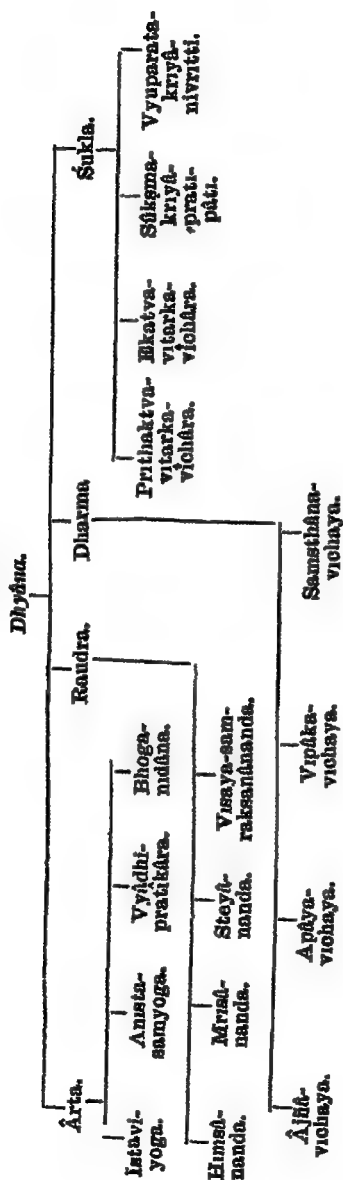 Dhyâna.
Ârta.
Raudra.
Dharma
Śukla.
Istavi-
yoga.
Anista-
samyoga.
Vyâdhi-
pratîkâra.
Bhoga-
nidâna.
Prithaktva-
vitarka-
vichâra.
Ekatva-
vitarka-
vichâra.
Sûkṣma-
kriyâ-
prati-
pâti.
Vyuparata-
kriyâ-
nivritti.
Himsâ-
nanda.
Mrisâ-
nanda.
Steyâ-
nanda.
Visaya-sam-
raksanânanda.
Âjñâ-
vichaya.
Apâya-
vichaya.
Vipâka-
vichaya.
Samsthâna-
vichaya.